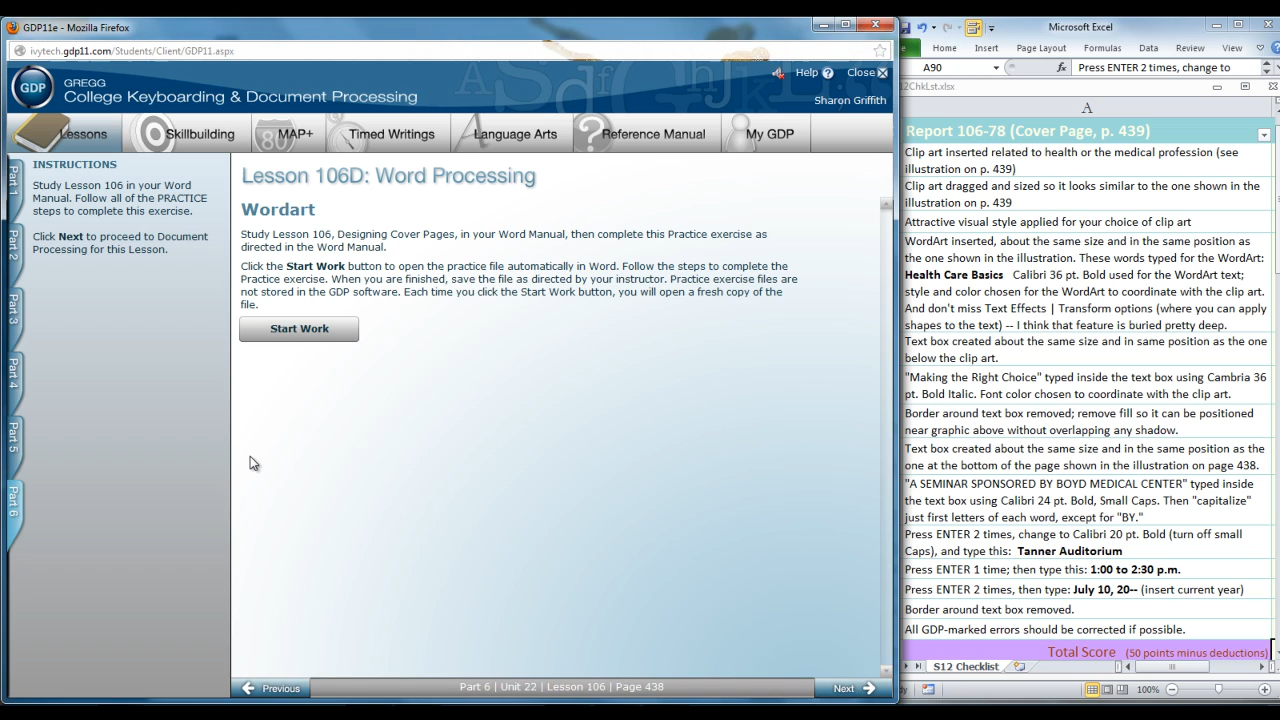 GDP11e - Mozilla Firefox
ivytech.gdp11.com/Students/Client/GDP11.aspx
GDP
GREGG
College Keyboarding & Document Processing
Help ?
Close
Sharon Griffith
Lessons
Skillbuilding
MAP+
Timed Writings
Language Arts
Reference Manual
My GDP
Part 1
Part 2
Part 3
Part 4
Part 5
Part 6
INSTRUCTIONS
Study Lesson 106 in your Word
Manual. Follow all of the PRACTICE
steps to complete this exercise.
Click Next to proceed to Document
Processing for this Lesson.
Lesson 106D: Word Processing
Wordart
Study Lesson 106, Designing Cover Pages, in your Word Manual, then complete this Practice exercise as
directed in the Word Manual.
Click the Start Work button to open the practice file automatically in Word. Follow the steps to complete the
Practice exercise. When you are finished, save the file as directed by your instructor. Practice exercise files are
not stored in the GDP software. Each time you click the Start Work button, you will open a fresh copy of the
file.
Start Work
Previous
Part 6 | Unit 22 | Lesson 106 | Page 438
Next
Microsoft Excel
Home
Insert
Page Layout
Formulas
Data
Review
View
A90
fx
Press ENTER 2 times, change to
12ChkLst.xlsx
A
Report 106-78 (Cover Page, p. 439)
Clip art inserted related to health or the medical profession (see
illustration on p. 439)
Clip art dragged and sized so it looks similar to the one shown in the
illustration on p. 439
Attractive visual style applied for your choice of clip art
WordArt inserted, about the same size and in the same position as
the one shown in the illustration. These words typed for the WordArt:
Health Care Basics Calibri 36 pt. Bold used for the WordArt text;
style and color chosen for the WordArt to coordinate with the clip art.
And don't miss Text Effects | Transform options (where you can apply
shapes to the text) -- I think that feature is buried pretty deep.
Text box created about the same size and in same position as the one
below the clip art.
"Making the Right Choice" typed inside the text box using Cambria 36
pt. Bold Italic. Font color chosen to coordinate with the clip art.
Border around text box removed; remove fill so it can be positioned
near graphic above without overlapping any shadow.
Text box created about the same size and in the same position as the
one at the bottom of the page shown in the illustration on page 438.
"A SEMINAR SPONSORED BY BOYD MEDICAL CENTER" typed inside
the text box using Calibri 24 pt. Bold, Small Caps. Then "capitalize"
just first letters of each word, except for "BY."
Press ENTER 2 times, change to Calibri 20 pt. Bold (turn off small
Caps), and type this: Tanner Auditorium
Press ENTER 1 time; then type this: 1:00 to 2:30 p.m.
Press ENTER 2 times, then type: July 10, 20-- (insert current year)
Border around text box removed.
All GDP-marked errors should be corrected if possible.
Total Score (50 points minus deductions)
S12 Checklist
100%